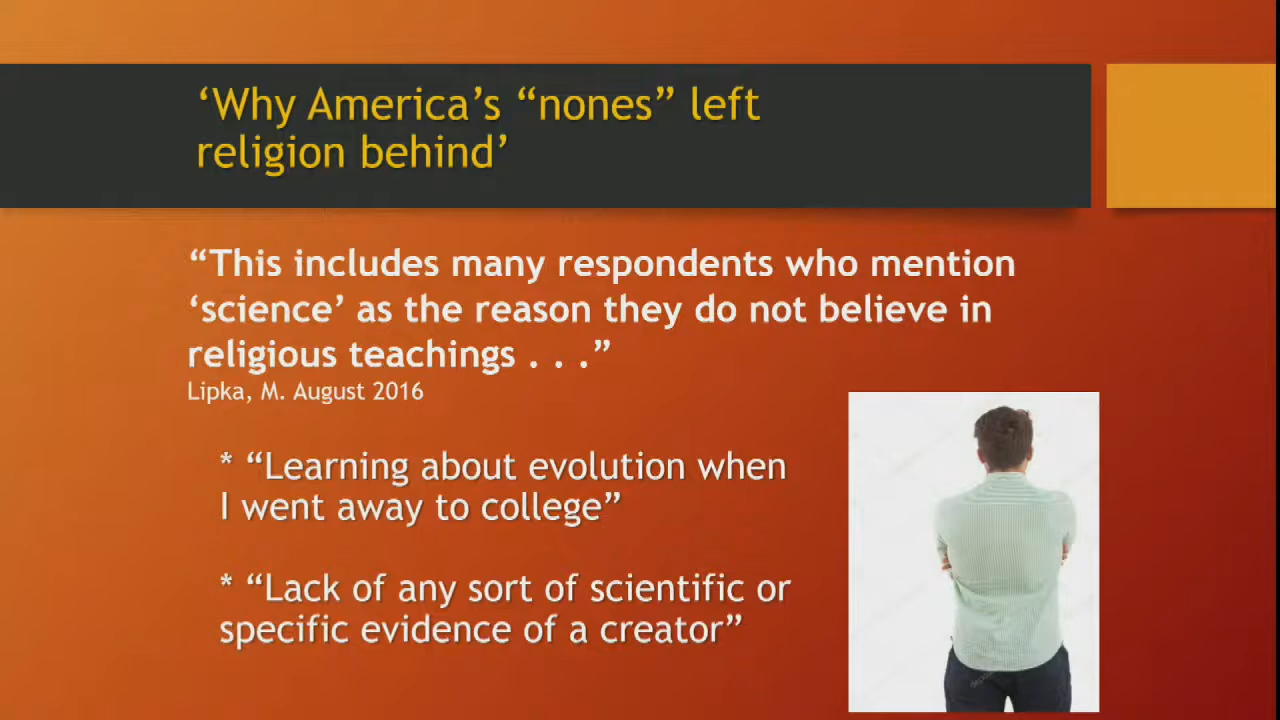 ‘Why America’s “nones” left
religion behind’
“This includes many respondents who mention
‘science’ as the reason they do not believe in
religious teachings . . .”
Lipka, M. August 2016
* “Learning about evolution when
I went away to college”
* “Lack of any sort of scientific or
specific evidence of a creator”